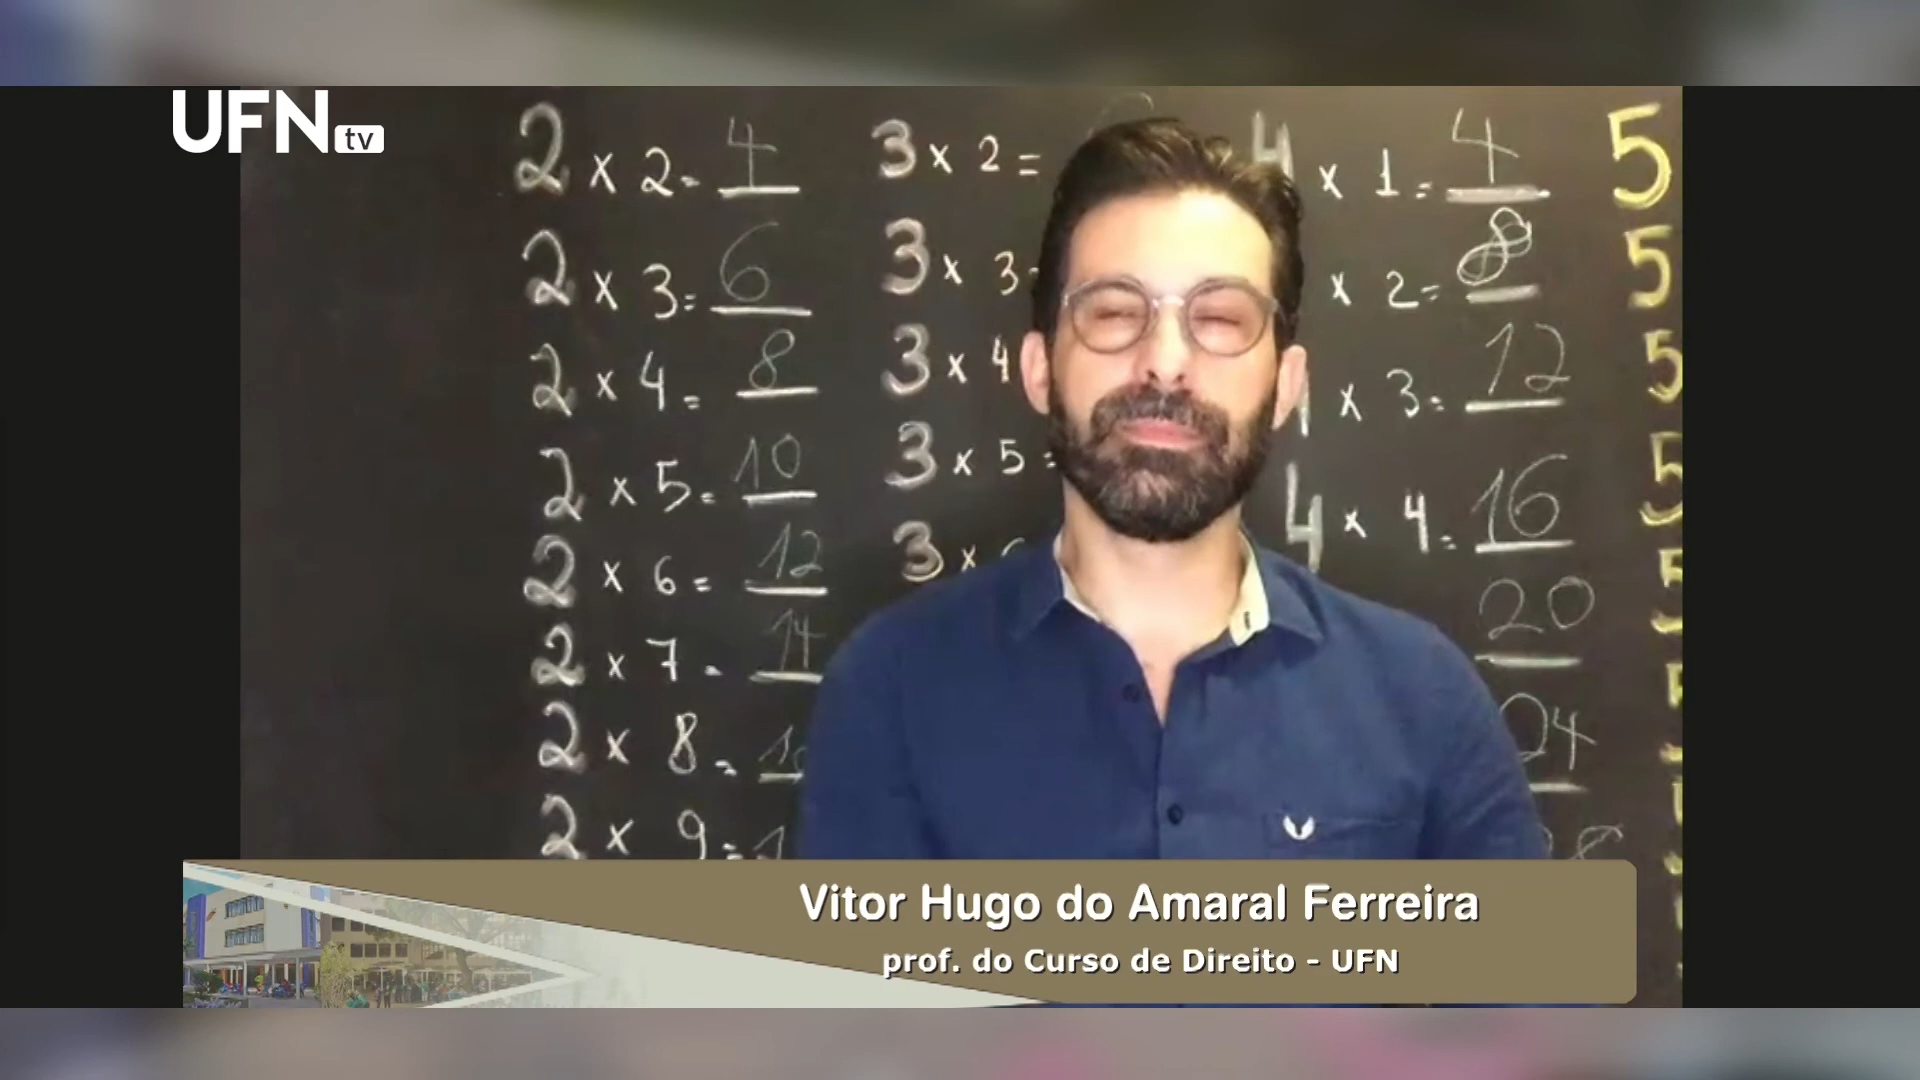 UFN tv
2 x 2 = 4
2 x 3 = 6
2 x 4 = 8
2 x 5 = 10
2 x 6 = 12
2 x 7 = 14
2 x 8 =
2 x 9 =
3 x 2 =
3 x 3
3 x 4
3 x 5 =
3 x
4 x 1 = 4
x 2 = 8
4 x 3 = 12
4 x 4 = 16
20
24
5
5
5
5
5
5
Vitor Hugo do Amaral Ferreira
prof. do Curso de Direito - UFN